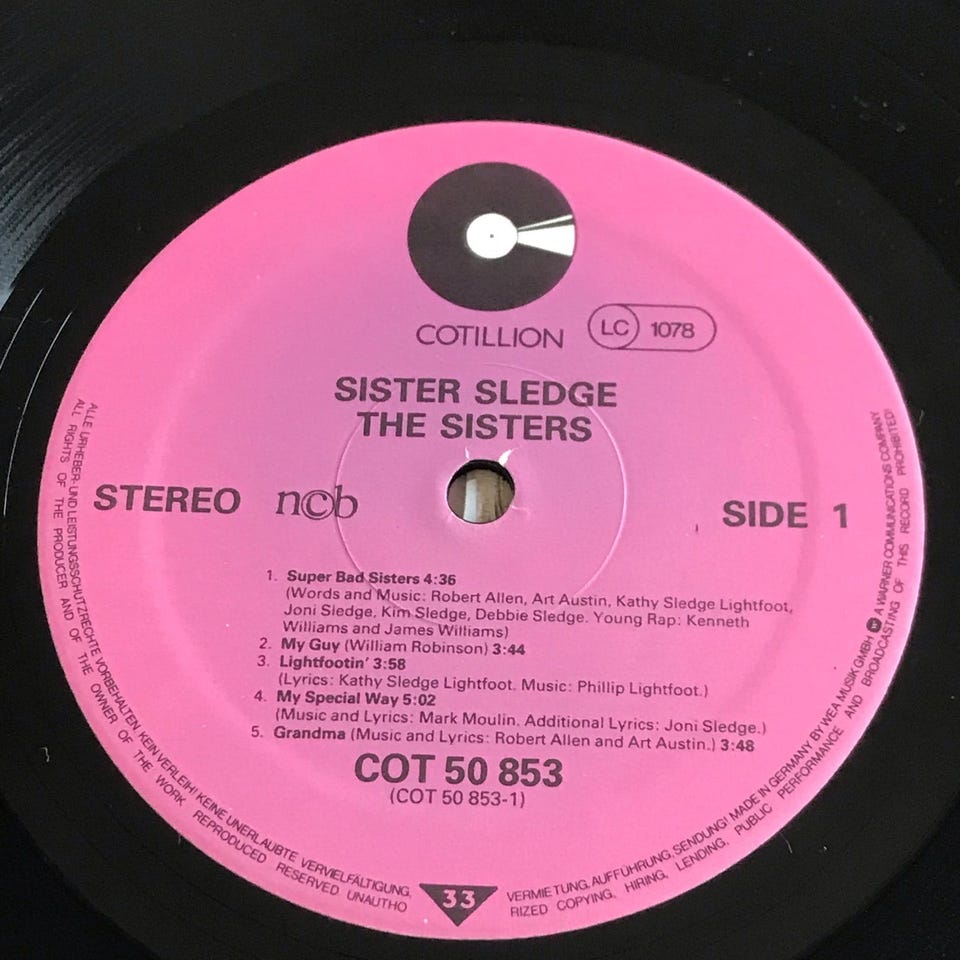 COTILLION
LC 1078
SISTER SLEDGE
THE SISTERS
STEREO n©b SIDE 1
1. Super Bad Sisters 4:36
(Words and Music: Robert Allen, Art Austin, Kathy Sledge Lightfoot,
Joni Sledge, Kim Sledge, Debbie Sledge. Young Rap: Kenneth
Williams and James Williams)
2. My Guy (William Robinson) 3:44
3. Lightfootin' 3:58
(Lyrics: Kathy Sledge Lightfoot. Music: Phillip Lightfoot.)
4. My Special Way 5:02
(Music and Lyrics: Mark Moulin. Additional Lyrics: Joni Sledge.)
5. Grandma (Music and Lyrics: Robert Allen and Art Austin.) 3:48
COT 50 853
(COT 50 853-1)
33
ALLE URHEBER- UND LEISTUNGSSCHUTZRECHTE VORBEHALTEN. KEIN VERLEIH! KEINE UNERLAUBTE VERVIELFÄLTIGUNG, VERMIETUNG, AUFFÜHRUNG, SENDUNG! MADE IN GERMANY BY WEA MUSIK GMBH W A WARNER COMMUNICATIONS COMPANY
ALL RIGHTS OF THE PRODUCER AND OF THE OWNER OF THE WORK REPRODUCED RESERVED UNAUTHORIZED COPYING, HIRING, LENDING, PUBLIC PERFORMANCE AND BROADCASTING OF THIS RECORD PROHIBITED!